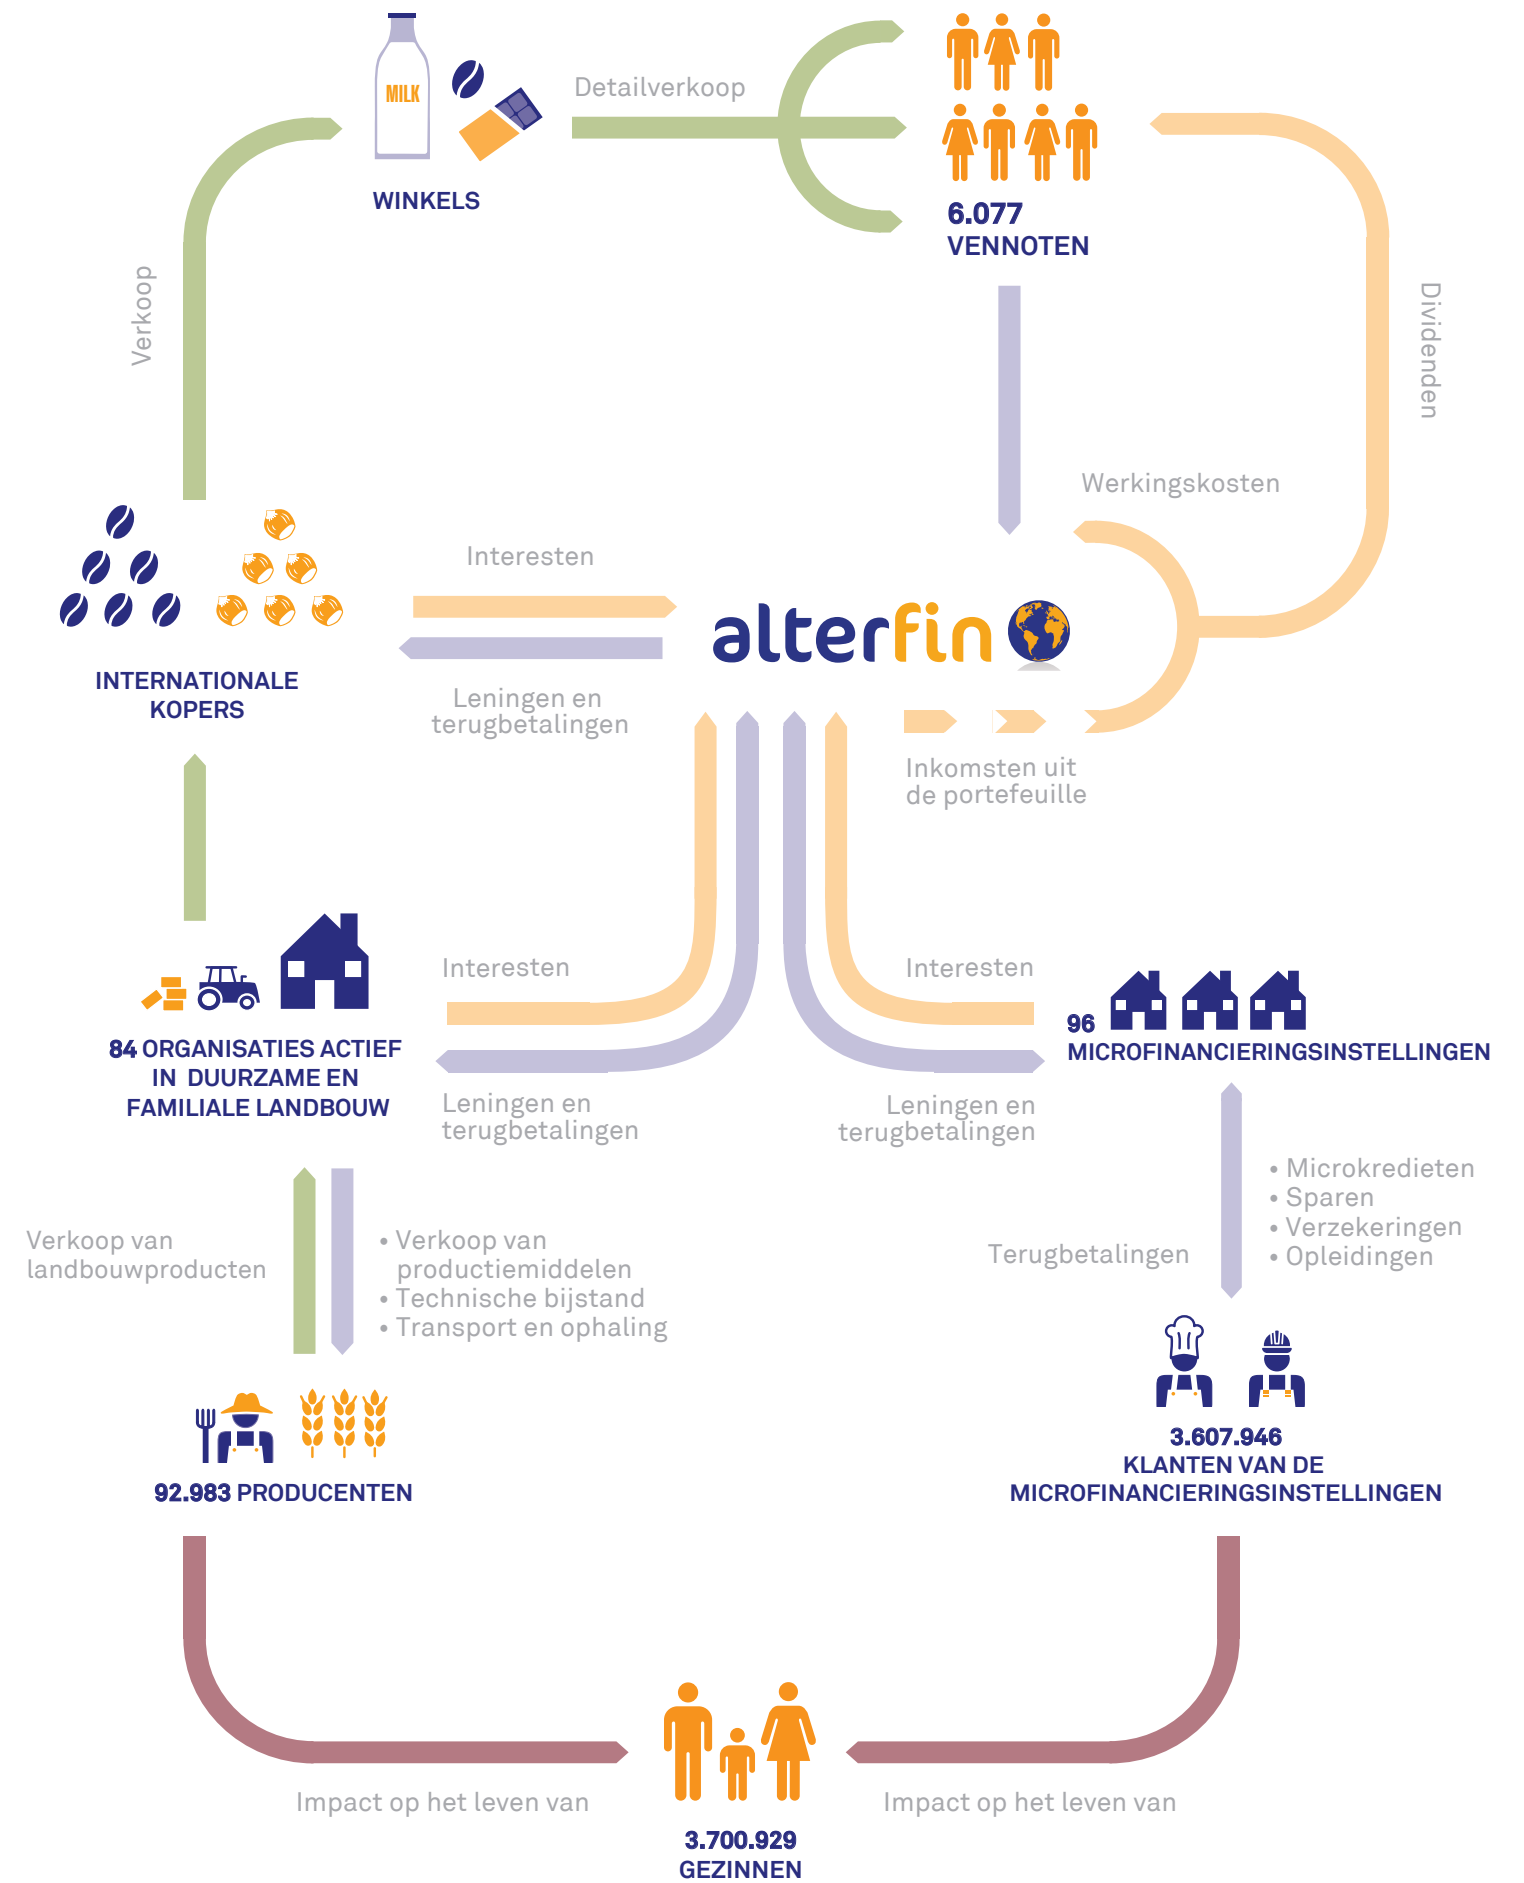 MILK
Detailverkoop
WINKELS
6.077
VENNOTEN
Verkoop
Dividenden
Werkingskosten
Interesten
alterfin
INTERNATIONALE
KOPERS
Leningen en
terugbetalingen
Inkomsten uit
de portefeuille
Interesten
Interesten
84 ORGANISATIES ACTIEF
IN DUURZAME EN
FAMILIALE LANDBOUW
96
MICROFINANCIERINGSINSTELLINGEN
Leningen en
terugbetalingen
Leningen en
terugbetalingen
Verkoop van
landbouwproducten
• Verkoop van
productiemiddelen
• Technische bijstand
• Transport en ophaling
Terugbetalingen
• Microkredieten
• Sparen
• Verzekeringen
• Opleidingen
92.983 PRODUCENTEN
3.607.946
KLANTEN VAN DE
MICROFINANCIERINGSINSTELLINGEN
Impact op het leven van
Impact op het leven van
3.700.929
GEZINNEN